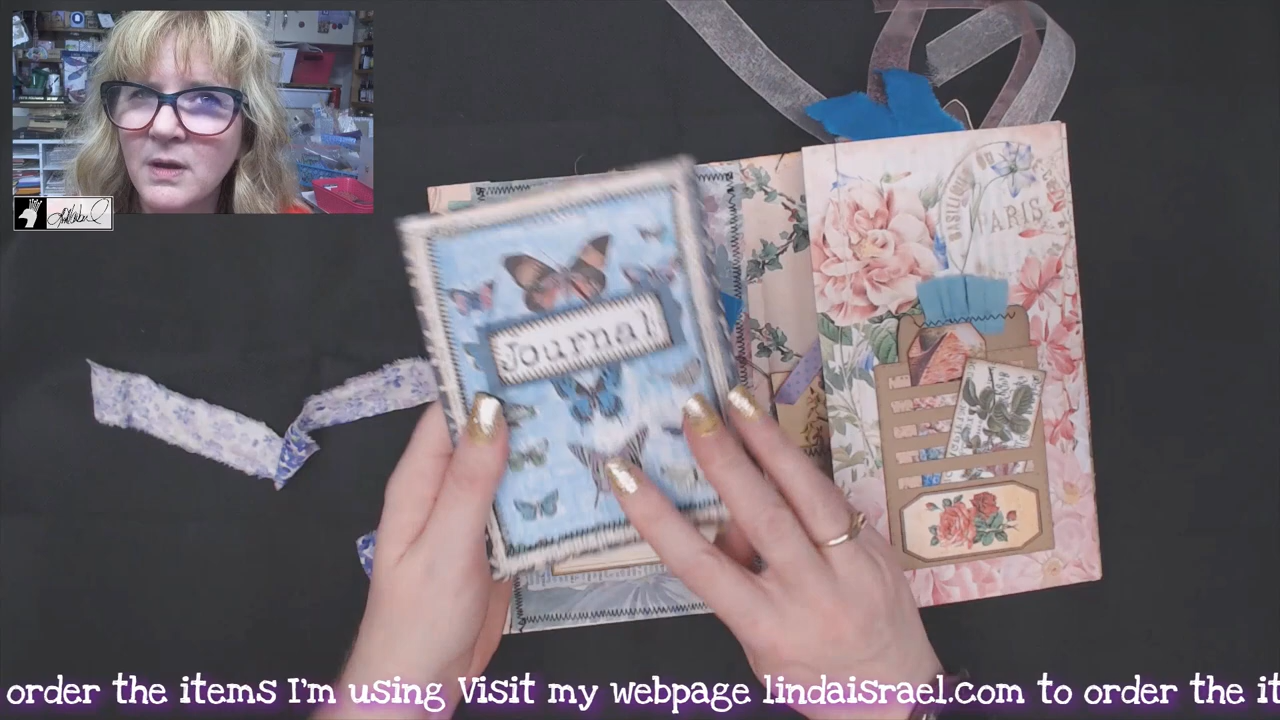 PARIS
Journal
order the items I'm using Visit my webpage lindaisrael.com to order the it